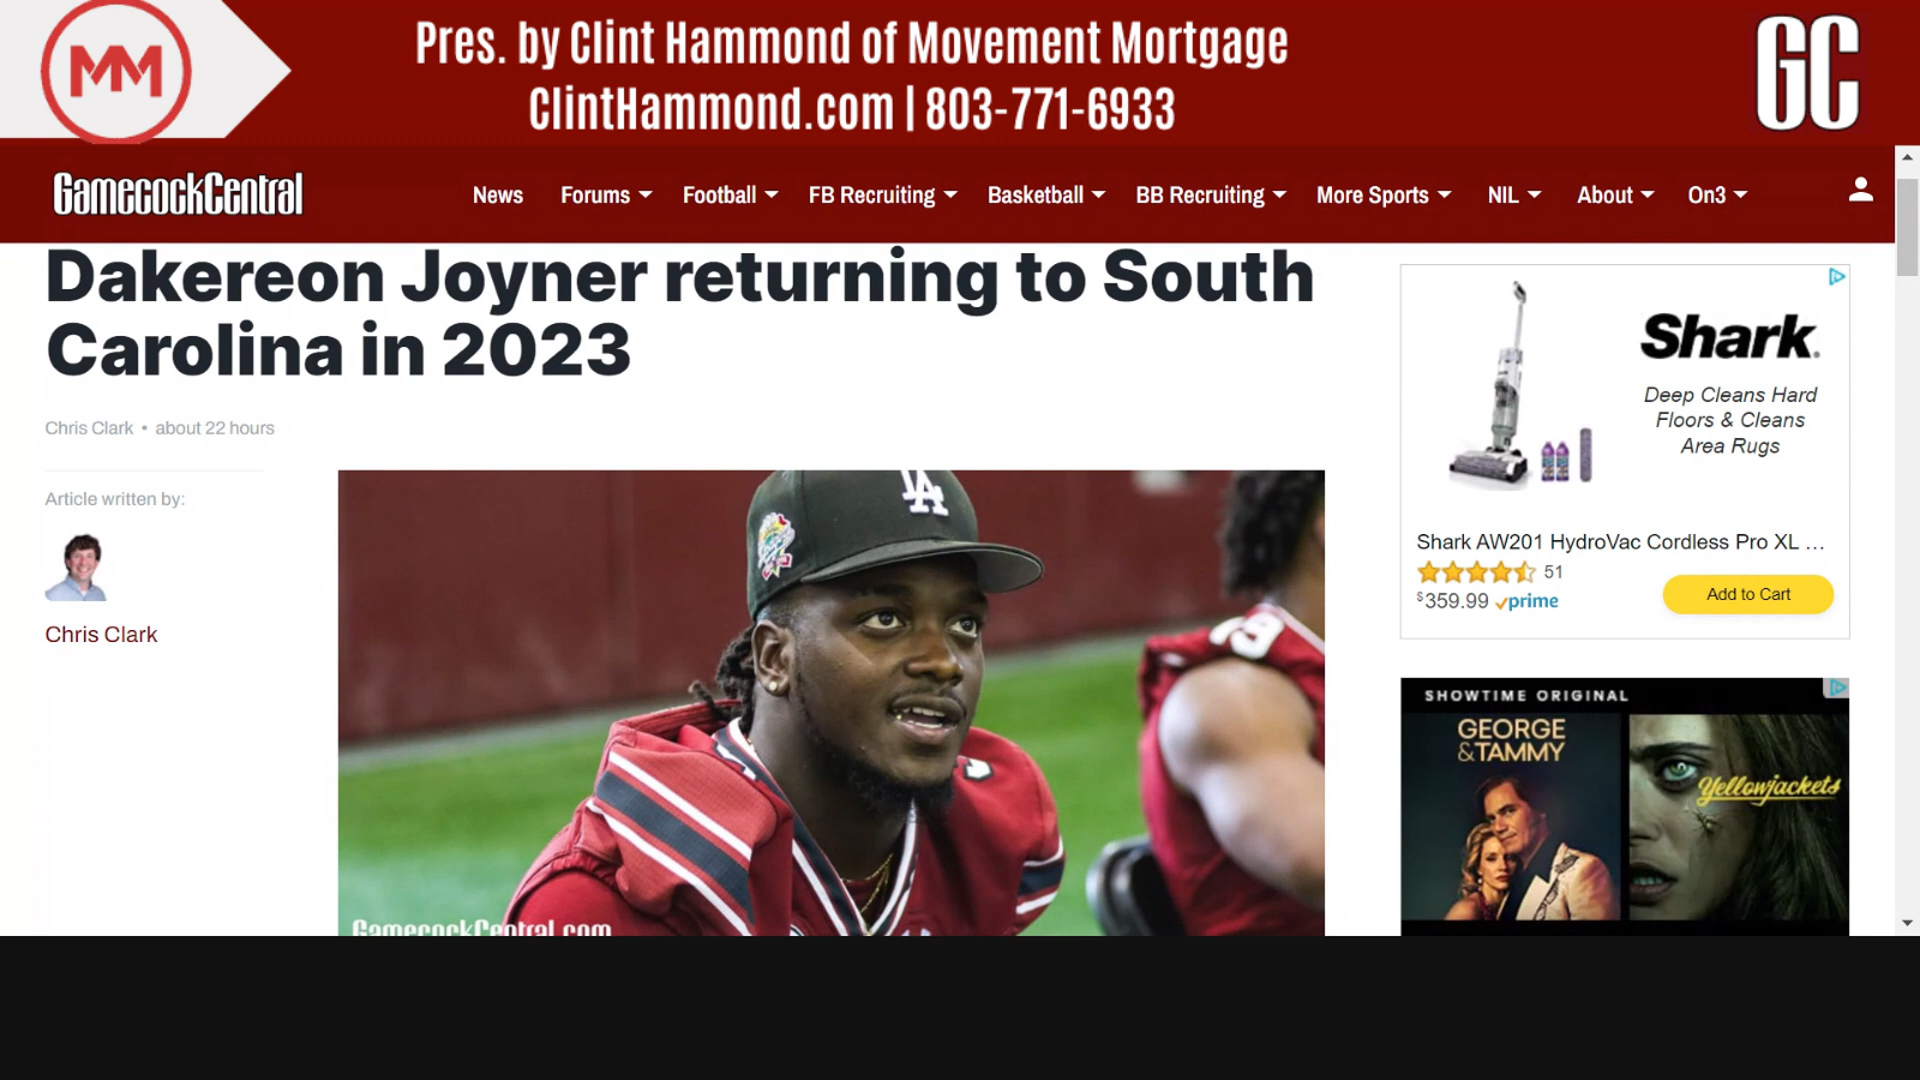 MM
Pres. by Clint Hammond of Movement Mortgage
ClintHammond.com | 803-771-6933
GC
GamecockCentral
News Forums Football FB Recruiting Basketball BB Recruiting More Sports NIL About On3
Dakereon Joyner returning to South
Carolina in 2023
Chris Clark • about 22 hours
Article written by:
Chris Clark
LA
GamecockCentral.com
Shark.
Deep Cleans Hard
Floors & Cleans
Area Rugs
Shark AW201 HydroVac Cordless Pro XL ...
51
$359.99 prime
Add to Cart
SHOWTIME ORIGINAL
GEORGE
&TAMMY
Yellowjackets